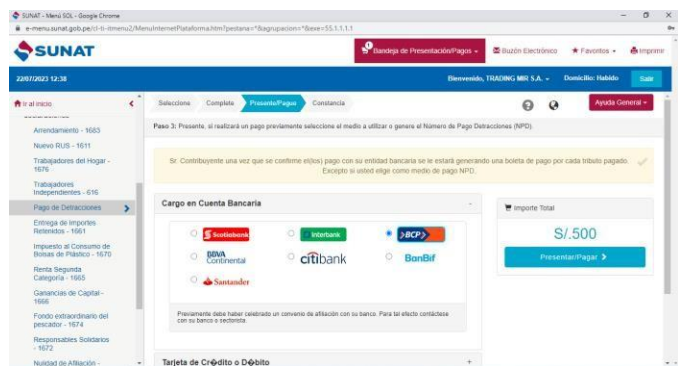 SUNAT - Menú SOL - Google Chrome
e-menu.sunat.gob.pe/cl-ti-itmenu2/MenuInternetPlataforma.htm?pestana=*&agrupacion=*&exe=55.1.1.1.1
SUNAT
Bandeja de Presentación/Pagos
Buzón Electrónico
Favoritos
Imprimir
22/07/2023 12:38
Bienvenido, TRADING MIR S.A.
Domicilio: Habido
Salir
Ir al inicio
Seleccione
Complete
Presente/Pague
Constancia
Ayuda General
Arrendamiento - 1683
Nuevo RUS - 1611
Trabajadores del Hogar -
1676
Trabajadores
Independientes - 616
Pago de Detracciones
Entrega de Importes
Retenidos - 1661
Impuesto al Consumo de
Bolsas de Plástico - 1670
Renta Segunda
Categoría - 1665
Ganancias de Capital -
1666
Fondo extraordinario del
pescador - 1674
Responsables Solidarios
- 1672
Nulidad de Afiliación -
Paso 3: Presente, si realizará un pago previamente seleccione el medio a utilizar o genere el Número de Pago Detracciones (NPD).
Sr. Contribuyente una vez que se confirme el(los) pago con su entidad bancaria se le estará generando una boleta de pago por cada tributo pagado.
Excepto si usted elige como medio de pago NPD.
Cargo en Cuenta Bancaria
-
Scotiabank
Interbank
>BCP>
BBVA
Continental
citibank
BanBif
Santander
Previamente debe haber celebrado un convenio de afiliación con su banco. Para tal efecto contáctese
con su banco o sectorista.
Tarjeta de Cr�dito o D�bito
+
Importe Total
S/.500
Presentar/Pagar